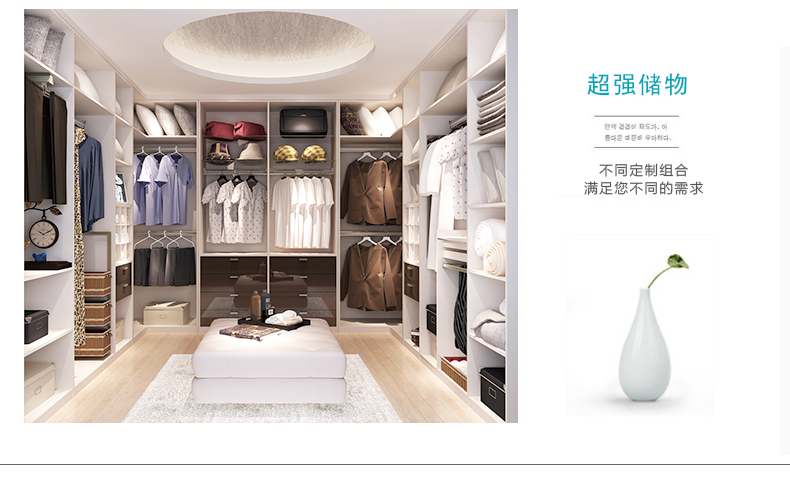 超强储物
不同定制组合
满足您不同的需求